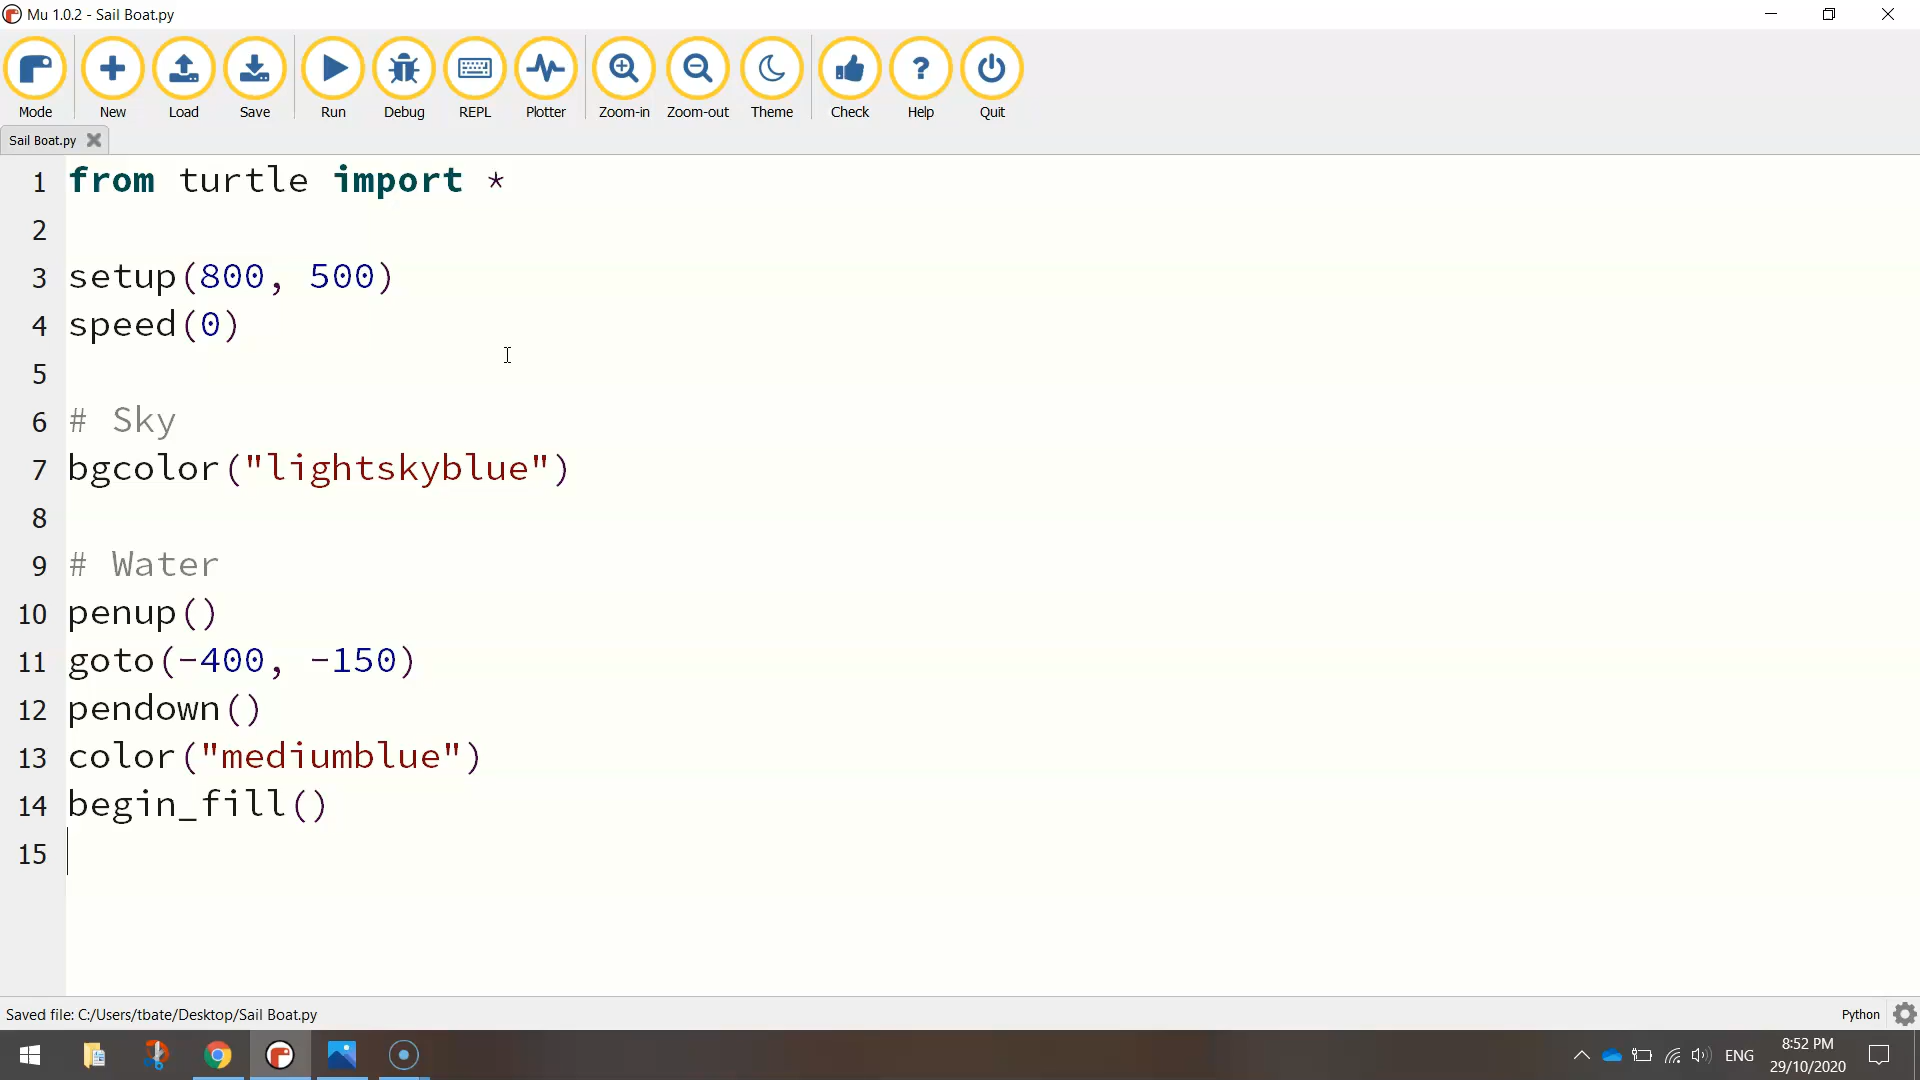 Mu 1.0.2 - Sail Boat.py
Mode New Load Save Run Debug REPL Plotter Zoom-in Zoom-out Theme Check Help Quit
Sail Boat.py
1 from turtle import *
2
3 setup(800, 500)
4 speed(0)
5
6 # Sky
7 bgcolor("lightskyblue")
8
9 # Water
10 penup()
11 goto(-400, -150)
12 pendown()
13 color("mediumblue")
14 begin_fill()
15
Saved file: C:/Users/tbate/Desktop/Sail Boat.py Python
ENG 8:52 PM
29/10/2020